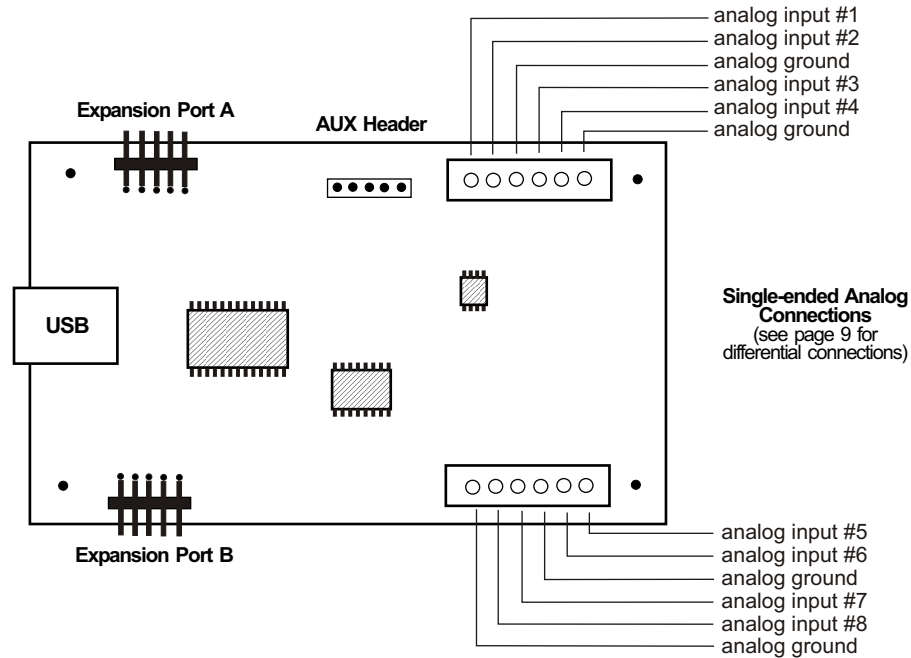 analog input #1
analog input #2
analog ground
analog input #3
analog input #4
analog ground
Expansion Port A
AUX Header
USB
Single-ended Analog
Connections
(see page 9 for
differential connections)
Expansion Port B
analog input #5
analog input #6
analog ground
analog input #7
analog input #8
analog ground